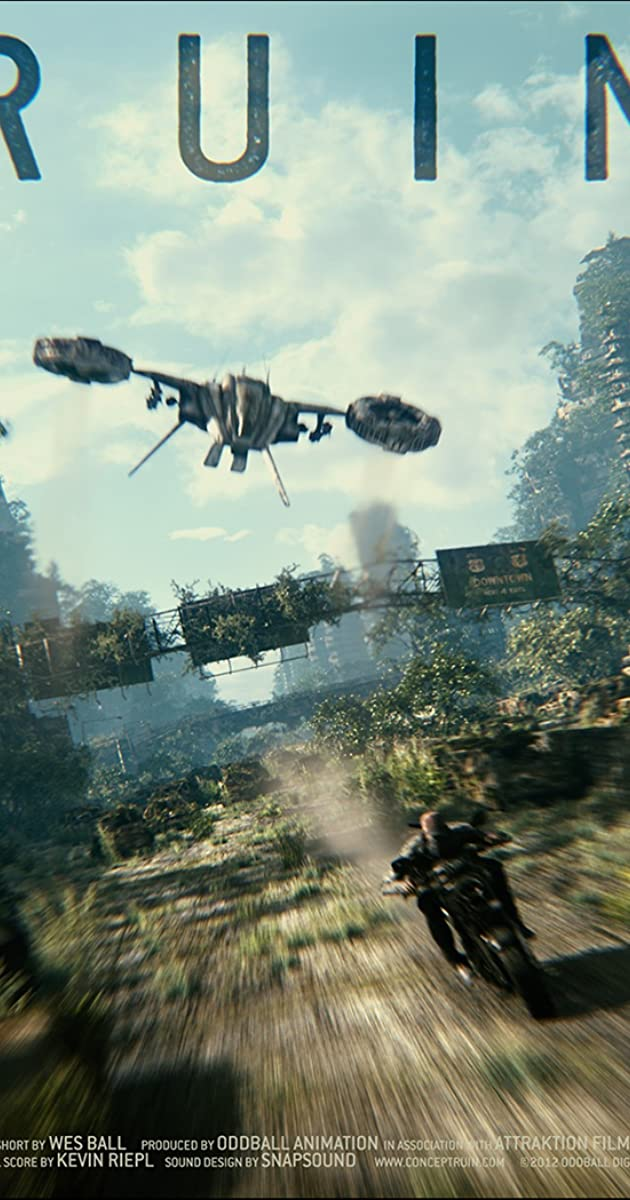 RUIN
DOWNTOWN
SHORT BY WES BALL PRODUCED BY ODDBALL ANIMATION IN ASSOCIATION WITH ATTRAKTION FILM
SCORE BY KEVIN RIEPL SOUND DESIGN BY SNAPSOUND WWW.CONCEPTRUIN.COM ©2012 ODDBALL DIG